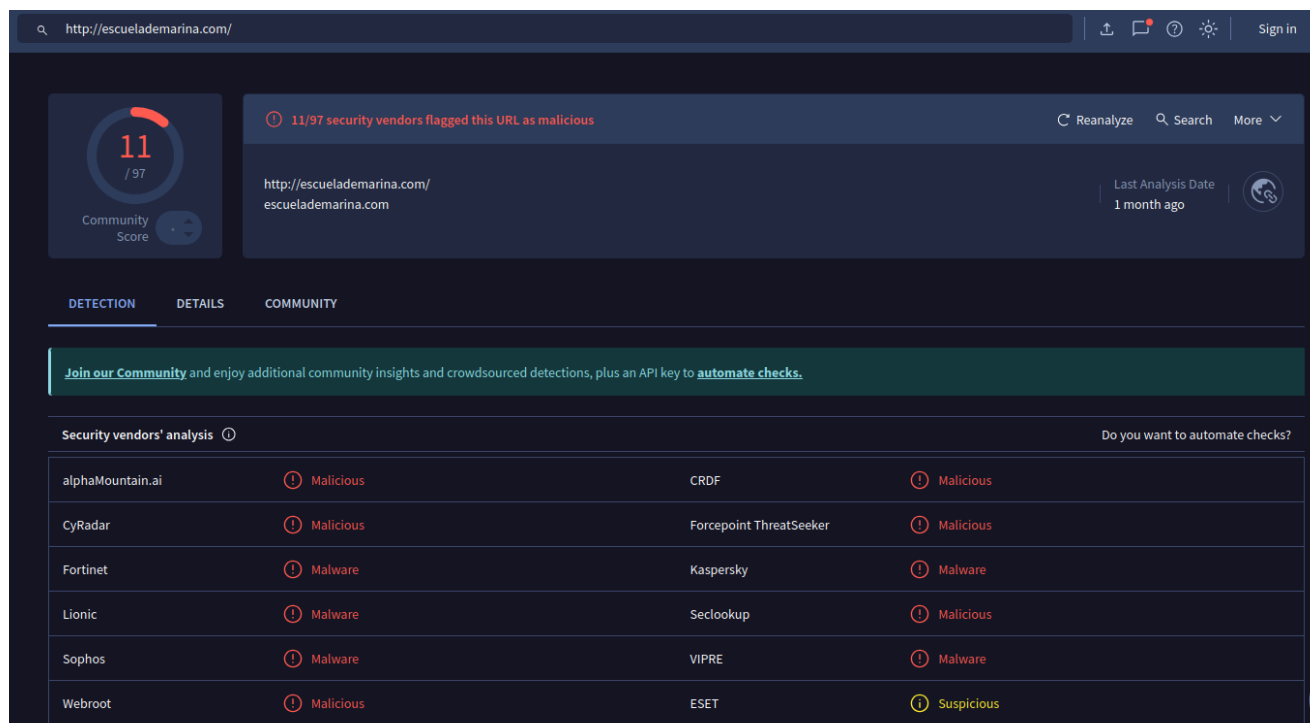 http://escuelademarina.com/
Sign in
11
/ 97
Community
Score
11/97 security vendors flagged this URL as malicious
Reanalyze Search More
http://escuelademarina.com/
escuelademarina.com
Last Analysis Date
1 month ago
DETECTION DETAILS COMMUNITY
Join our Community and enjoy additional community insights and crowdsourced detections, plus an API key to automate checks.
Security vendors' analysis Do you want to automate checks?
alphaMountain.ai Malicious CRDF Malicious
CyRadar Malicious Forcepoint ThreatSeeker Malicious
Fortinet Malware Kaspersky Malware
Lionic Malware Seclookup Malicious
Sophos Malware VIPRE Malware
Webroot Malicious ESET Suspicious